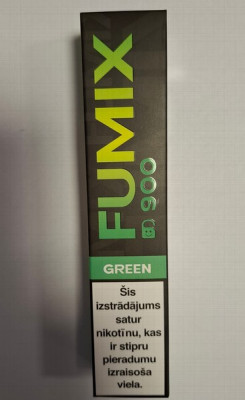 FUMIX
900
GREEN
Šis
izstrādājums
satur
nikotīnu, kas
ir stipru
pieradumu
izraisoša
viela.